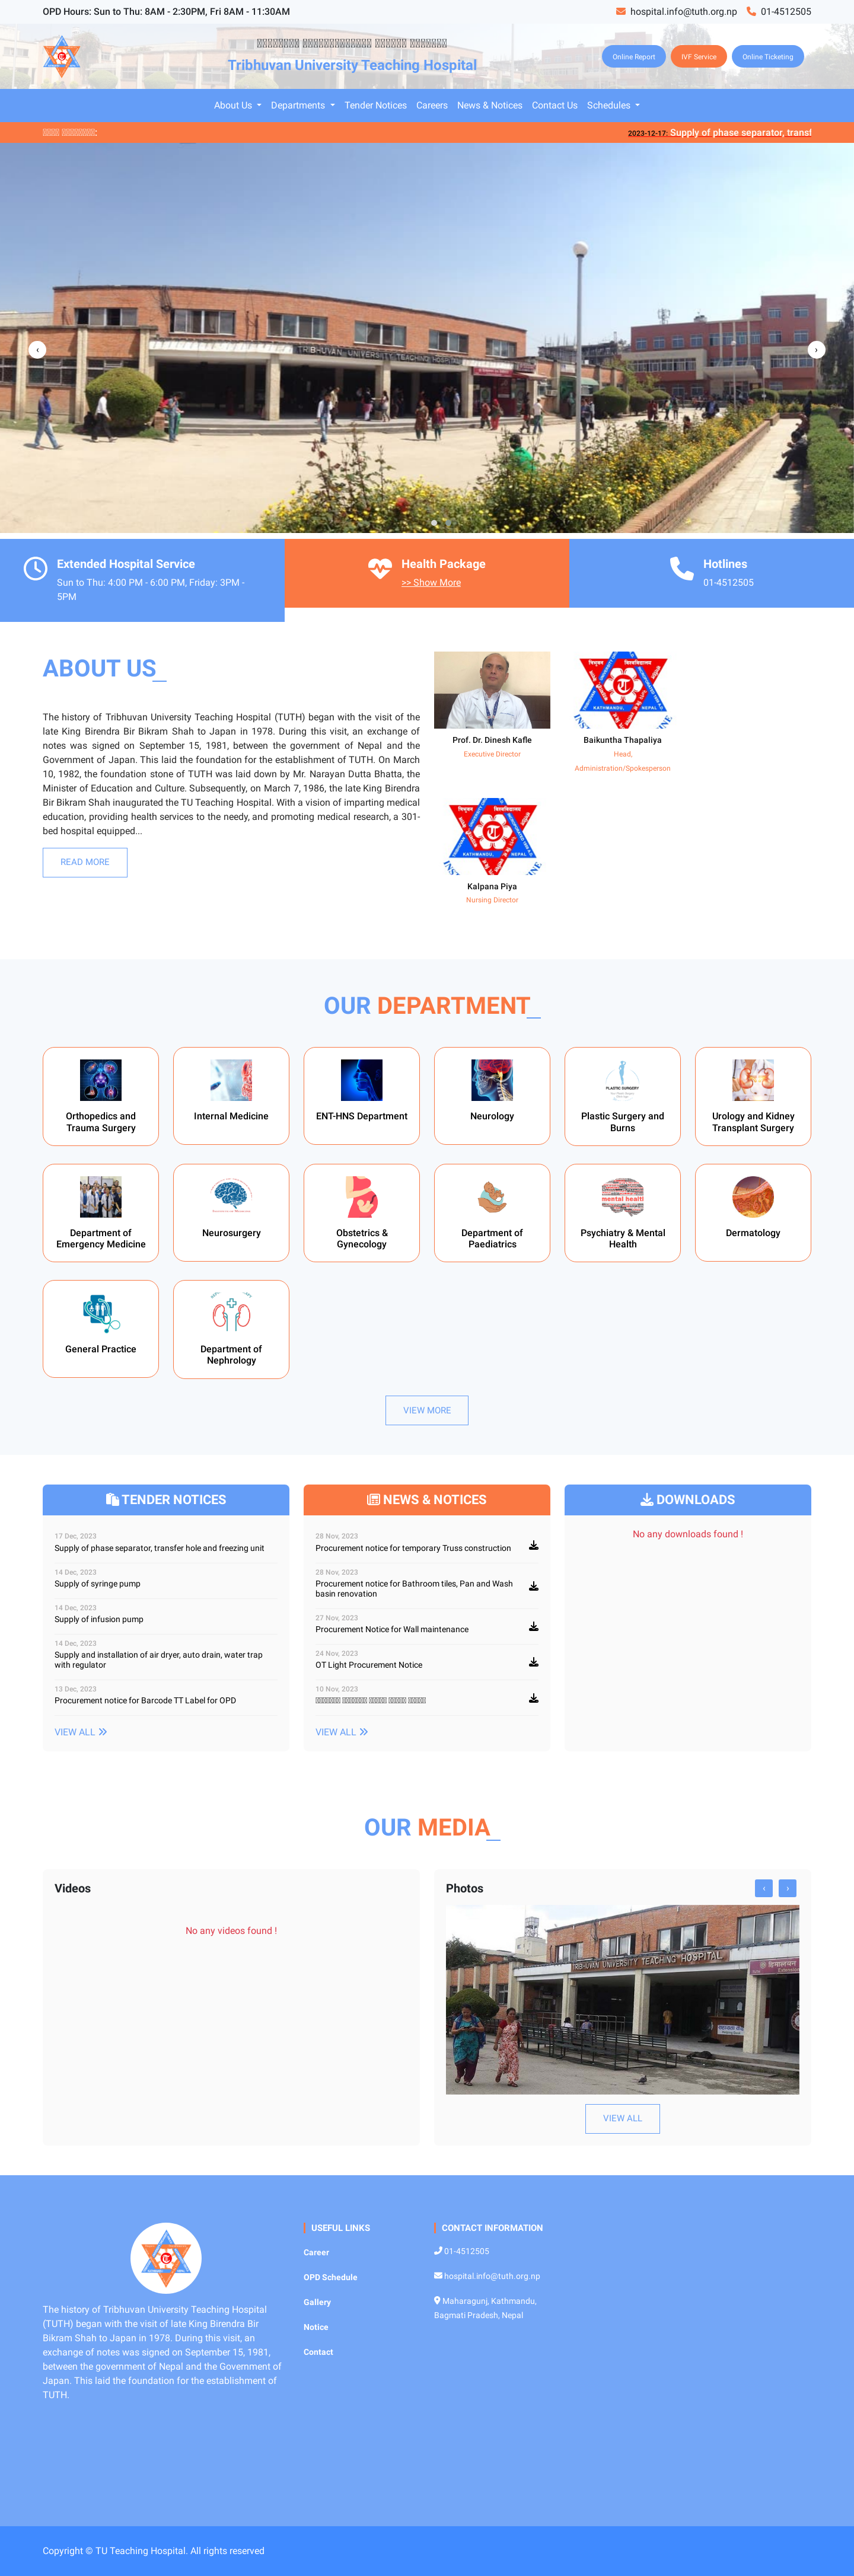 OPD Hours: Sun to Thu: 8AM - 2:30PM, Fri 8AM - 11:30AM
hospital.info@tuth.org.np
01-4512505
Tribhuvan University Teaching Hospital
Online Report
IVF Service
Online Ticketing
About Us
Departments
Tender Notices
Careers
News & Notices
Contact Us
Schedules
2023-12-17: Supply of phase separator, transf
TRIBHUVAN UNIVERSITY TEACHING HOSPITAL
Extended Hospital Service
Sun to Thu: 4:00 PM - 6:00 PM, Friday: 3PM -
5PM
Health Package
>> Show More
Hotlines
01-4512505
ABOUT US
The history of Tribhuvan University Teaching Hospital (TUTH) began with the visit of the
late King Birendra Bir Bikram Shah to Japan in 1978. During this visit, an exchange of
notes was signed on September 15, 1981, between the government of Nepal and the
Government of Japan. This laid the foundation for the establishment of TUTH. On March
10, 1982, the foundation stone of TUTH was laid down by Mr. Narayan Dutta Bhatta, the
Minister of Education and Culture. Subsequently, on March 7, 1986, the late King Birendra
Bir Bikram Shah inaugurated the TU Teaching Hospital. With a vision of imparting medical
education, providing health services to the needy, and promoting medical research, a 301-
bed hospital equipped...
READ MORE
Prof. Dr. Dinesh Kafle
Executive Director
KATHMANDU, NEPAL
Baikuntha Thapaliya
Head,
Administration/Spokesperson
KATHMANDU, NEPAL
Kalpana Piya
Nursing Director
OUR DEPARTMENT
Orthopedics and
Trauma Surgery
Internal Medicine
ENT-HNS Department
Neurology
PLASTIC SURGERY
Plastic Surgery and
Burns
Urology and Kidney
Transplant Surgery
Department of
Emergency Medicine
Neurosurgery
Obstetrics &
Gynecology
Department of
Paediatrics
mental health
Psychiatry & Mental
Health
Dermatology
General Practice
Department of
Nephrology
VIEW MORE
TENDER NOTICES
17 Dec, 2023
Supply of phase separator, transfer hole and freezing unit
14 Dec, 2023
Supply of syringe pump
14 Dec, 2023
Supply of infusion pump
14 Dec, 2023
Supply and installation of air dryer, auto drain, water trap
with regulator
13 Dec, 2023
Procurement notice for Barcode TT Label for OPD
VIEW ALL
NEWS & NOTICES
28 Nov, 2023
Procurement notice for temporary Truss construction
28 Nov, 2023
Procurement notice for Bathroom tiles, Pan and Wash
basin renovation
27 Nov, 2023
Procurement Notice for Wall maintenance
24 Nov, 2023
OT Light Procurement Notice
10 Nov, 2023
VIEW ALL
DOWNLOADS
No any downloads found !
OUR MEDIA
Videos
No any videos found !
Photos
TRIBHUVAN UNIVERSITY TEACHING HOSPITAL
VIEW ALL
The history of Tribhuvan University Teaching Hospital
(TUTH) began with the visit of late King Birendra Bir
Bikram Shah to Japan in 1978. During this visit, an
exchange of notes was signed on September 15, 1981,
between the government of Nepal and the Government of
Japan. This laid the foundation for the establishment of
TUTH.
USEFUL LINKS
Career
OPD Schedule
Gallery
Notice
Contact
CONTACT INFORMATION
01-4512505
hospital.info@tuth.org.np
Maharagunj, Kathmandu,
Bagmati Pradesh, Nepal
Copyright © TU Teaching Hospital. All rights reserved